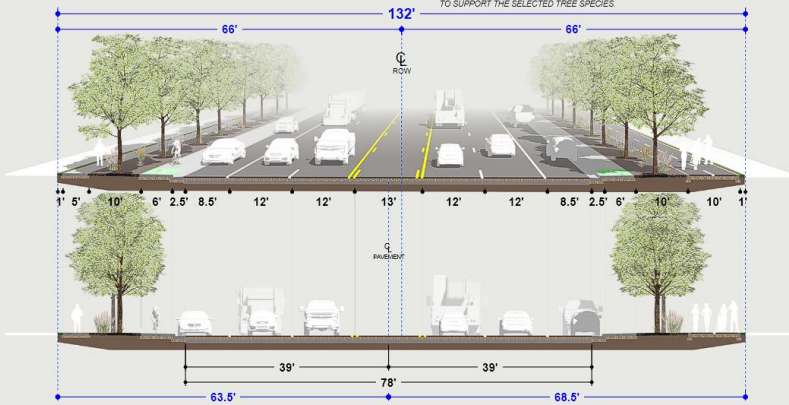 TO SUPPORT THE SELECTED TREE SPECIES.
132'
66' 66'
℄
ROW
1' 5' 10' 6' 2.5' 8.5' 12' 12' 13' 12' 12' 8.5' 2.5' 6' 10' 10' 1'
℄
PAVEMENT
39' 39'
78'
63.5' 68.5'